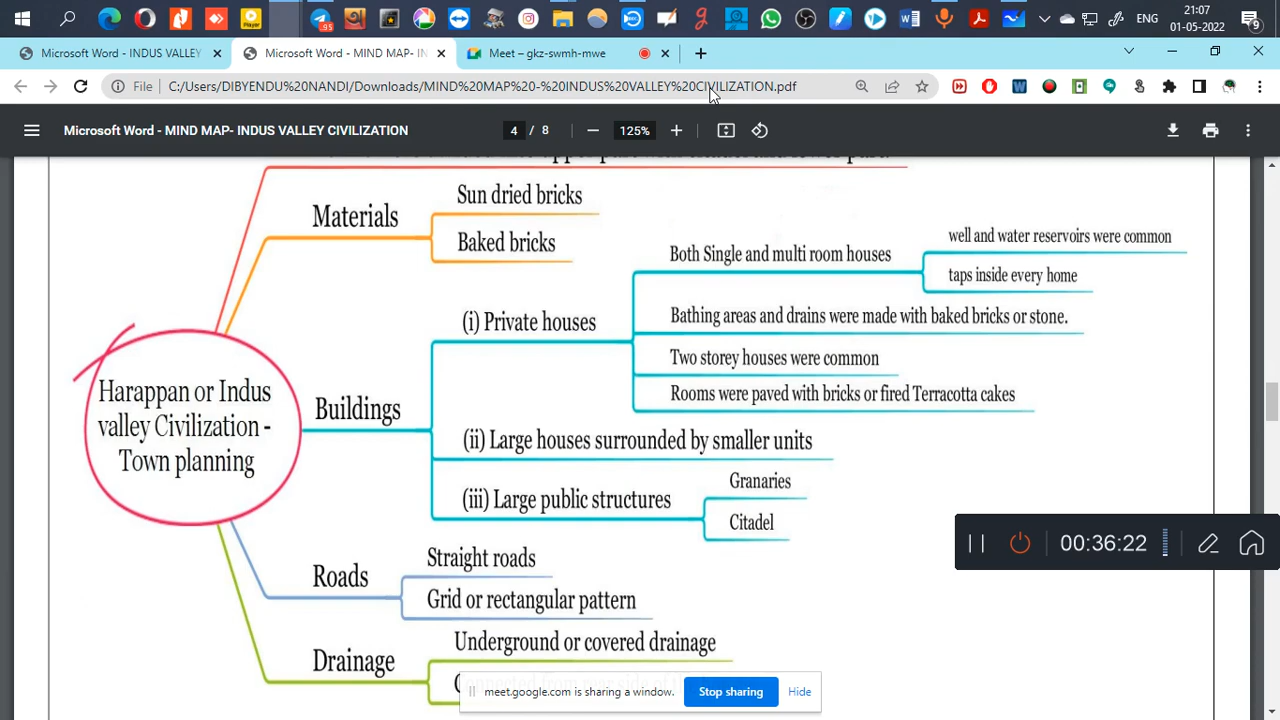 21:07
ENG
01-05-2022
9
.95
Microsoft Word - INDUS VALLEY
Microsoft Word - MIND MAP- IN
Meet – gkz-swmh-mwe
File
C:/Users/DIBYENDU%20NANDI/Downloads/MIND%20MAP%20-%20INDUS%20VALLEY%20CIVILIZATION.pdf
Microsoft Word - MIND MAP- INDUS VALLEY CIVILIZATION
4 / 8
125%
Materials
Sun dried bricks
Baked bricks
Harappan or Indus
valley Civilization -
Town planning
Buildings
(i) Private houses
Both Single and multi room houses
well and water reservoirs were common
taps inside every home
Bathing areas and drains were made with baked bricks or stone.
Two storey houses were common
Rooms were paved with bricks or fired Terracotta cakes
(ii) Large houses surrounded by smaller units
(iii) Large public structures
Granaries
Citadel
00:36:22
Roads
Straight roads
Grid or rectangular pattern
Drainage
Underground or covered drainage
meet.google.com is sharing a window.
Stop sharing
Hide